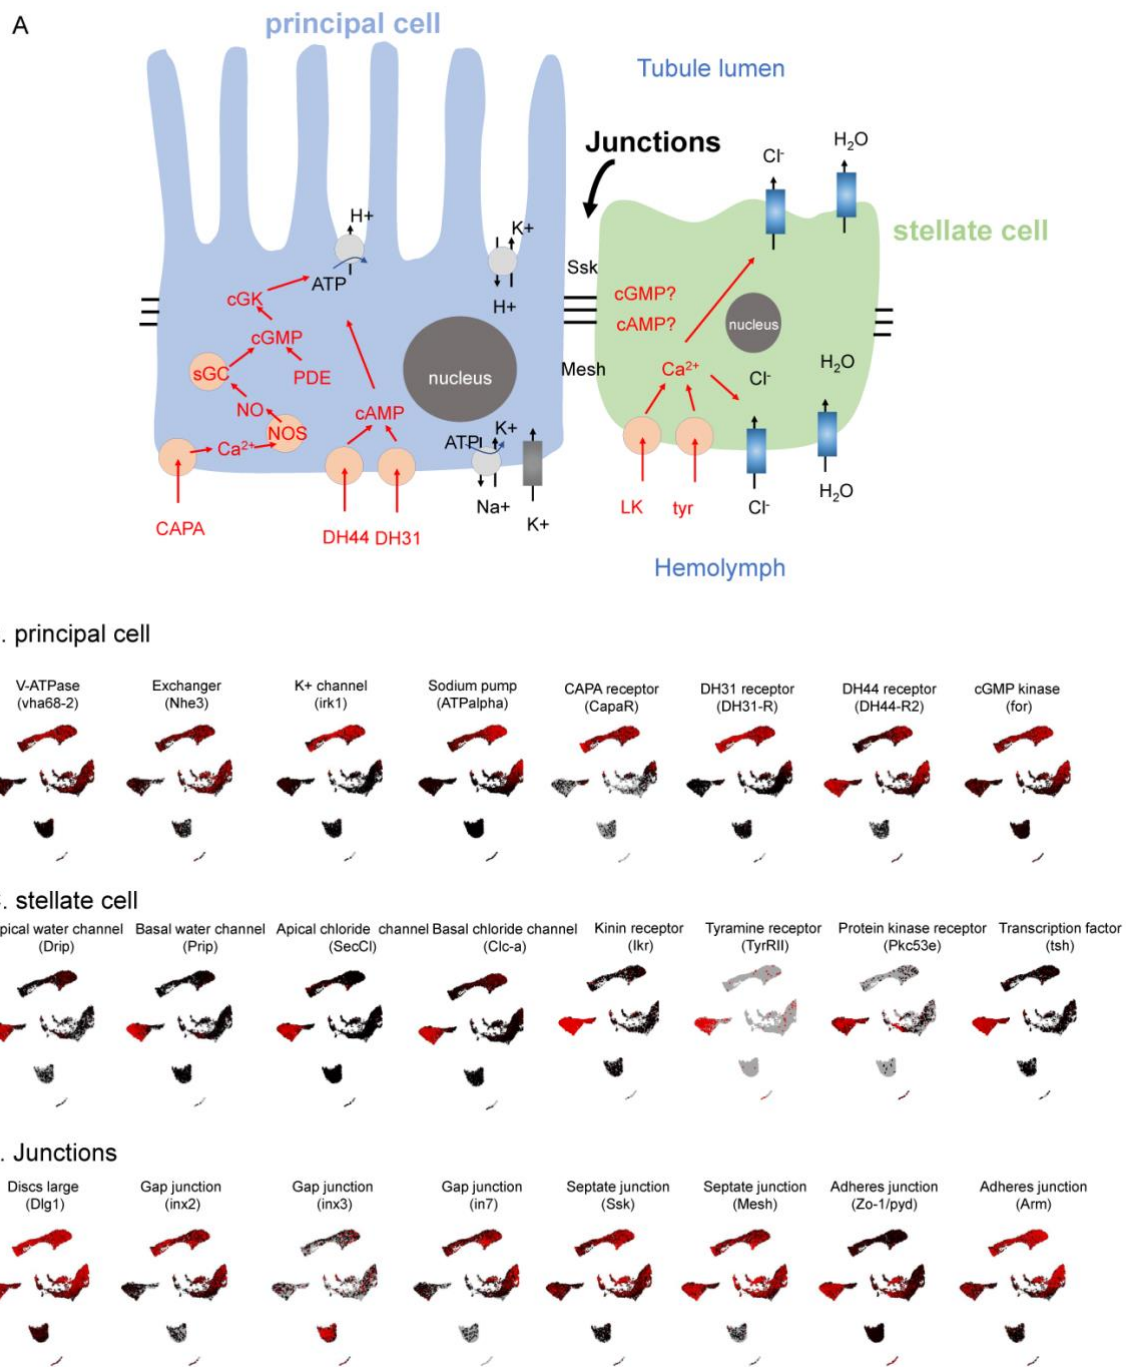 A
principal cell
Tubule lumen
Junctions
Cl-
H2O
stellate cell
H+
K+
ATP
H+
Ssk
cGK
cGMP?
cGMP
cAMP?
nucleus
sGC
PDE
nucleus
Mesh
Ca2+
Cl-
H2O
NO
cAMP
NOS
K+
Ca2+
ATP
CAPA
DH44 DH31
Na+
K+
LK
tyr
Cl-
H2O
Hemolymph
. principal cell
V-ATPase
(vha68-2)
Exchanger
(Nhe3)
K+ channel
(irk1)
Sodium pump
(ATPalpha)
CAPA receptor
(CapaR)
DH31 receptor
(DH31-R)
DH44 receptor
(DH44-R2)
cGMP kinase
(for)
. stellate cell
pical water channel
(Drip)
Basal water channel
(Prip)
Apical chloride channel
(SecCl)
Basal chloride channel
(Clc-a)
Kinin receptor
(lkr)
Tyramine receptor
(TyrRII)
Protein kinase receptor
(Pkc53e)
Transcription factor
(tsh)
. Junctions
Discs large
(Dlg1)
Gap junction
(inx2)
Gap junction
(inx3)
Gap junction
(in7)
Septate junction
(Ssk)
Septate junction
(Mesh)
Adheres junction
(Zo-1/pyd)
Adheres junction
(Arm)